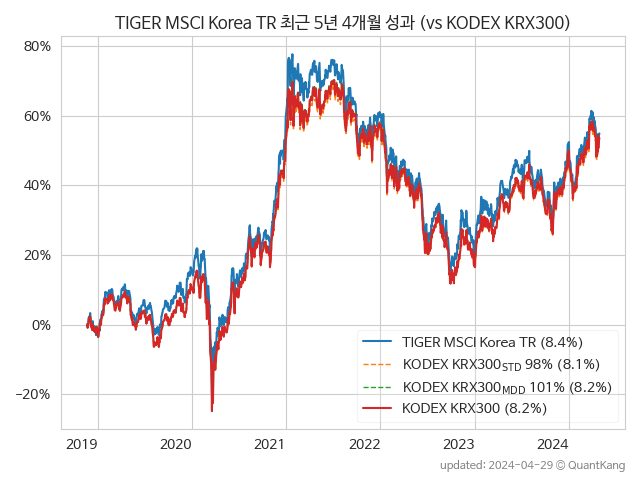 TIGER MSCI Korea TR 최근 5년 4개월 성과 (vs KODEX KRX300)
80%
60%
40%
20%
0%
−20%
TIGER MSCI Korea TR (8.4%)
KODEX KRX300STD 98% (8.1%)
KODEX KRX300MDD 101% (8.2%)
KODEX KRX300 (8.2%)
2019 2020 2021 2022 2023 2024
updated: 2024-04-29 © QuantKang